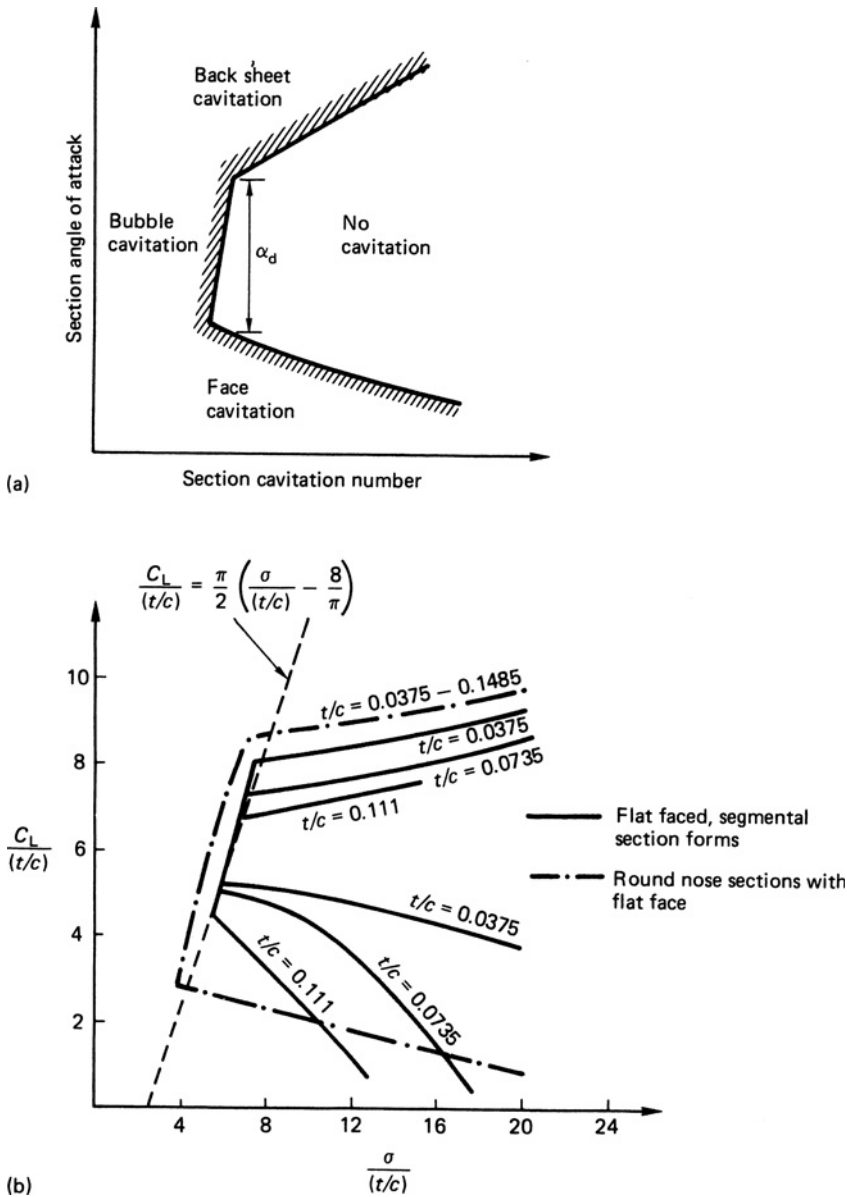 Back sheet
cavitation
Bubble
cavitation
No
cavitation
α_d
Face
cavitation
Section angle of attack
Section cavitation number
(a)
C_L/(t/c) = π/2 (σ/(t/c) − 8/π)
10
8
6
4
2
C_L/(t/c)
t/c = 0.0375 − 0.1485
t/c = 0.0375
t/c = 0.0735
t/c = 0.111
t/c = 0.0375
t/c = 0.111
t/c = 0.0735
Flat faced, segmental
section forms
Round nose sections with
flat face
4 8 12 16 20 24
σ/(t/c)
(b)